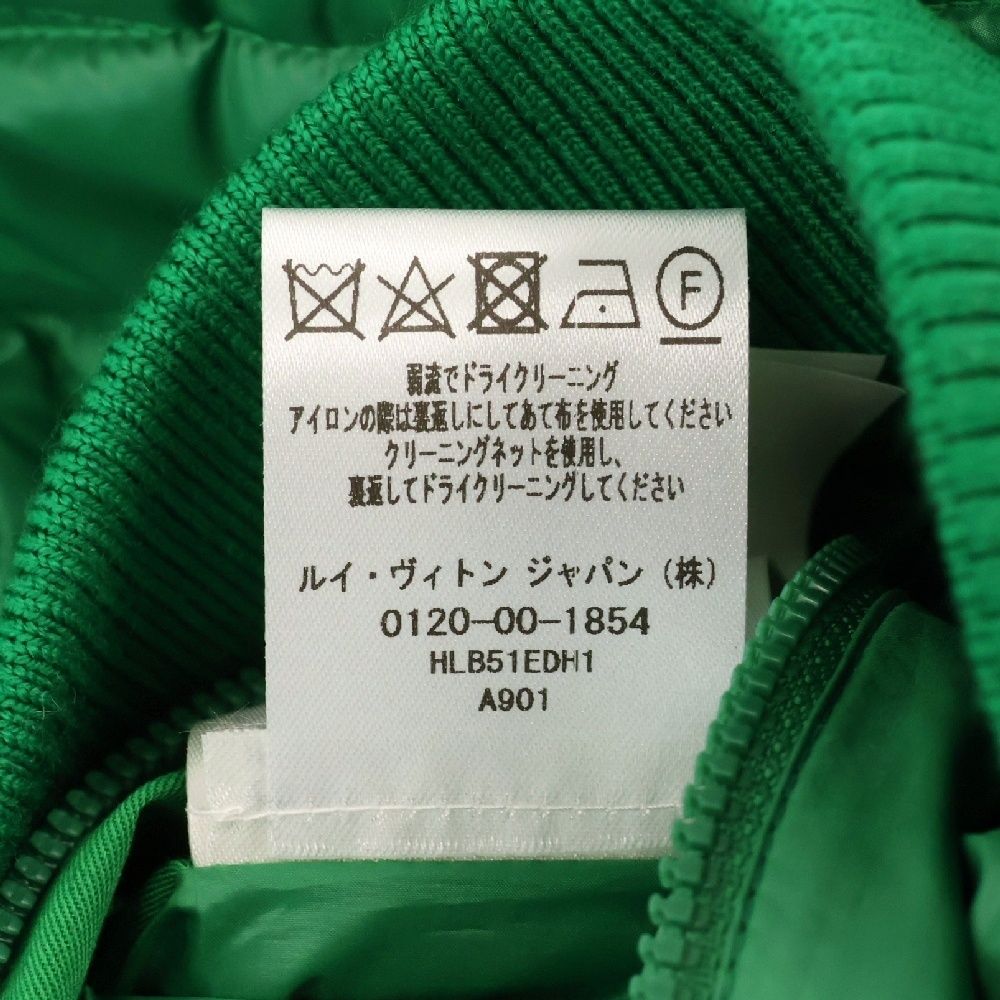 F
弱流でドライクリーニング
アイロンの際は裏返しにしてあて布を使用してください
クリーニングネットを使用し、
裏返してドライクリーニングしてください
ルイ・ヴィトン ジャパン (株)
0120-00-1854
HLB51EDH1
A901